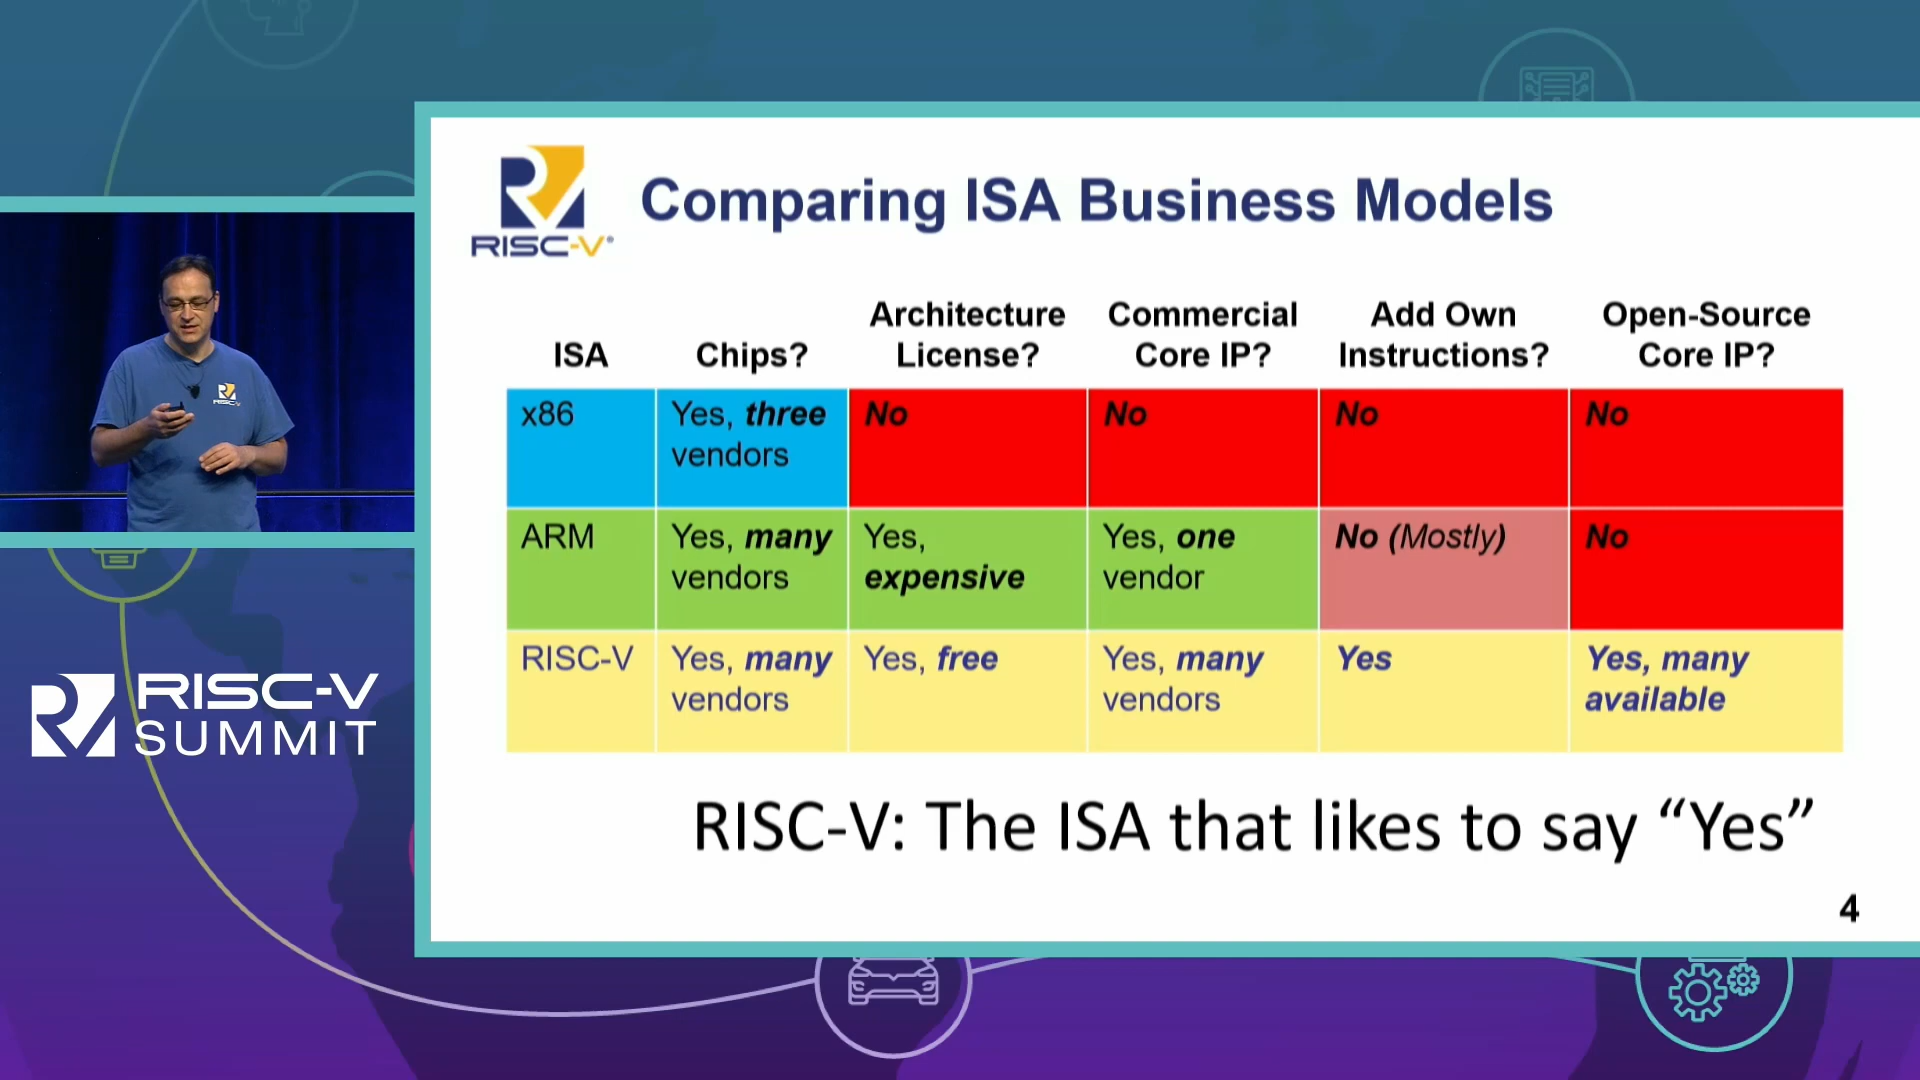 RISC-V®
Comparing ISA Business Models
ISA
Chips?
Architecture
License?
Commercial
Core IP?
Add Own
Instructions?
Open-Source
Core IP?
x86
Yes, three
vendors
No
No
No
No
ARM
Yes, many
vendors
Yes,
expensive
Yes, one
vendor
No (Mostly)
No
RISC-V
Yes, many
vendors
Yes, free
Yes, many
vendors
Yes
Yes, many
available
RISC-V: The ISA that likes to say “Yes”
4
RISC-V
RISC-V
SUMMIT